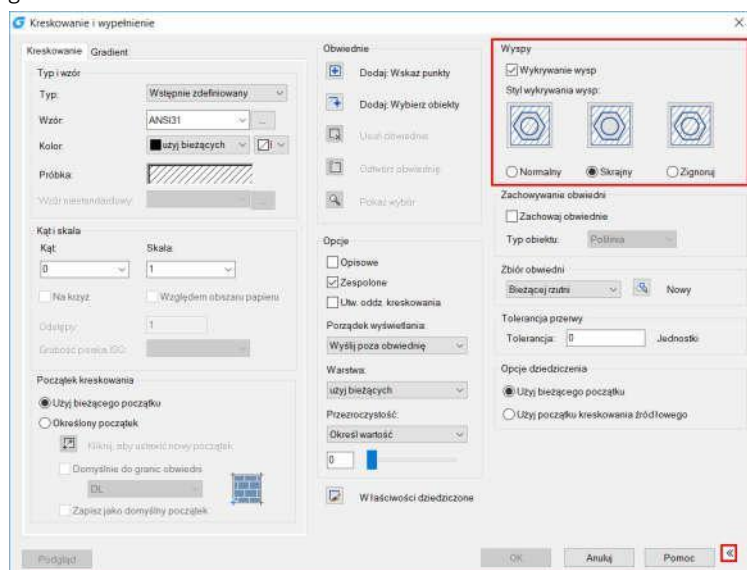 g
Kreskowanie i wypełnienie
Kreskowanie Gradient
Typ i wzór
Typ: Wstępnie zdefiniowany
Wzór: ANSI31
Kolor: użyj bieżących
Próbka:
Wzór niestandardowy:
Kąt i skala
Kąt: Skala:
0 1
Na krzyż Względem obszaru papieru
Odstępy: 1
Grubość pisaka ISO:
Początek kreskowania
Użyj bieżącego początku
Określony początek
Kliknij, aby ustawić nowy początek
Domyślnie do granic obwiedni
DL
Zapisz jako domyślny początek
Podgląd
Obwiednie
Dodaj: Wskaż punkty
Dodaj: Wybierz obiekty
Usuń obwiednie
Odtwórz obwiednię
Pokaż wybór
Opcje
Opisowe
Zespolone
Utw. oddz. kreskowania
Porządek wyświetlania:
Wyślij poza obwiednię
Warstwa:
użyj bieżących
Przezroczystość:
Określ wartość
0
Właściwości dziedziczone
Wyspy
Wykrywanie wysp
Styl wykrywania wysp:
Normalny Skrajny Zignoruj
Zachowywanie obwiedni
Zachowaj obwiednie
Typ obiektu: Polilinia
Zbiór obwiedni
Bieżącej rzutni Nowy
Tolerancja przerwy
Tolerancja: 0 Jednostki
Opcje dziedziczenia
Użyj bieżącego początku
Użyj początku kreskowania źródłowego
OK Anuluj Pomoc